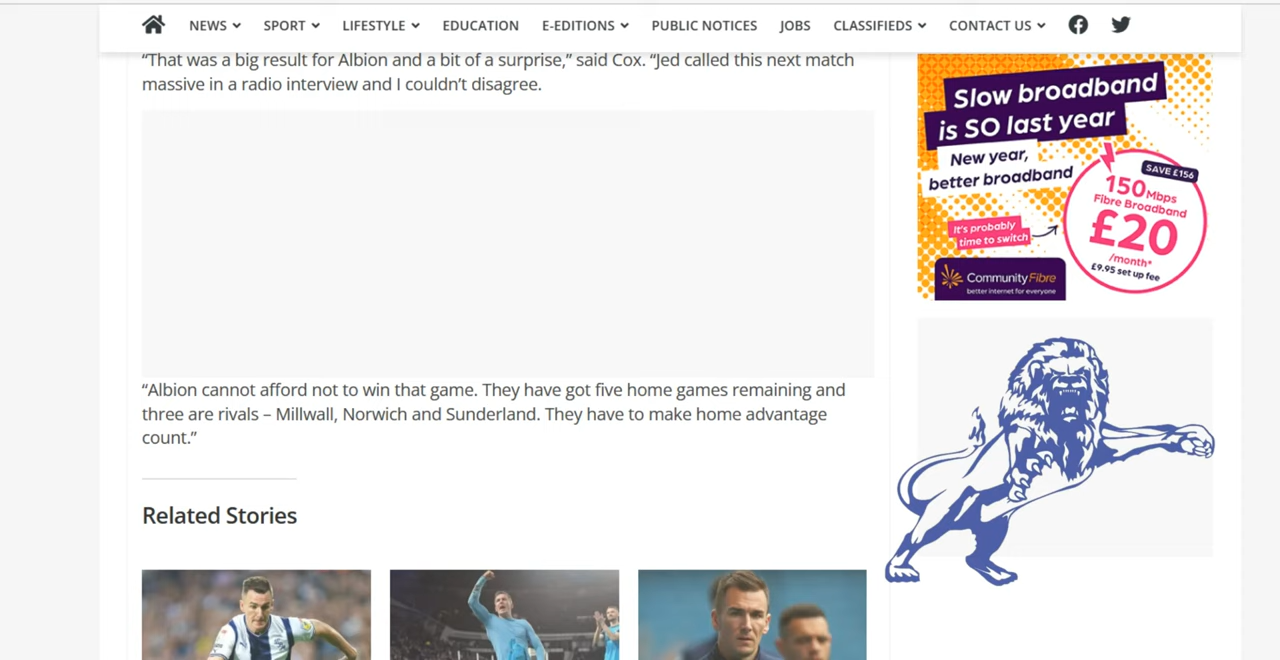 NEWS SPORT LIFESTYLE EDUCATION E-EDITIONS PUBLIC NOTICES JOBS CLASSIFIEDS CONTACT US
“That was a big result for Albion and a bit of a surprise,” said Cox. “Jed called this next match
massive in a radio interview and I couldn’t disagree.
“Albion cannot afford not to win that game. They have got five home games remaining and
three are rivals – Millwall, Norwich and Sunderland. They have to make home advantage
count.”
Related Stories
Slow broadband
is SO last year
New year,
better broadband
SAVE £156
150Mbps
Fibre Broadband
£20
/month*
£9.95 set up fee
It's probably
time to switch
CommunityFibre
better internet for everyone